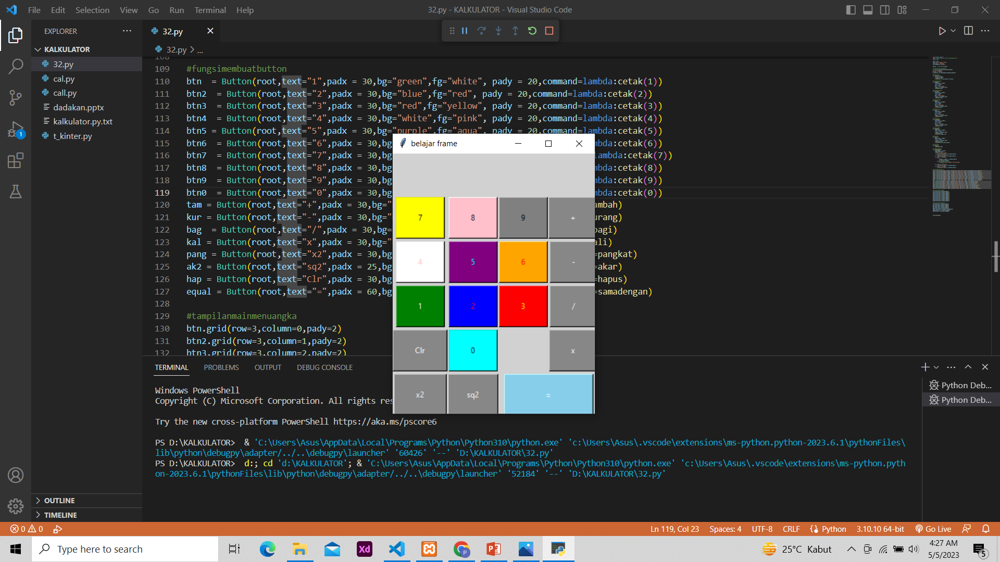 File Edit Selection View Go Run Terminal Help
32.py - KALKULATOR - Visual Studio Code
EXPLORER
KALKULATOR
32.py
cal.py
call.py
dadakan.pptx
kalkulator.py.txt
t_kinter.py
1
OUTLINE
TIMELINE
32.py
32.py > ...
108
109 #fungsimembuatbutton
110 btn  = Button(root,text="1",padx = 30,bg="green",fg="white", pady = 20,command=lambda:cetak(1))
111 btn2  = Button(root,text="2",padx = 30,bg="blue",fg="red", pady = 20,command=lambda:cetak(2))
112 btn3  = Button(root,text="3",padx = 30,bg="red",fg="yellow", pady = 20,command=lambda:cetak(3))
113 btn4  = Button(root,text="4",padx = 30,bg="white",fg="pink", pady = 20,command=lambda:cetak(4))
114 btn5 = Button(root,text="5",padx = 30,bg="purple",fg="aqua", pady = 20,command=lambda:cetak(5))
115 btn6  = Button(root,text="6",padx = 30,bg mbda:cetak(6))
116 btn7  = Button(root,text="7",padx = 30,bg lambda:cetak(7))
117 btn8  = Button(root,text="8",padx = 30,bg mbda:cetak(8))
118 btn9  = Button(root,text="9",padx = 30,bg= mbda:cetak(9))
119 btn0  = Button(root,text="0",padx = 30,bg= mbda:cetak(0))
120 tam = Button(root,text="+",padx = 30,bg= ambah)
121 kur = Button(root,text="-",padx = 30,bg= urang)
122 bag  = Button(root,text="/",padx = 30,bg= bagi)
123 kal = Button(root,text="x",padx = 30,bg=" ali)
124 pang = Button(root,text="x2",padx = 30,bg =pangkat)
125 ak2 = Button(root,text="sq2",padx = 25,bg =akar)
126 hap = Button(root,text="Clr",padx = 30,bg =hapus)
127 equal = Button(root,text="=",padx = 60,bg =samadengan)
128
129 #tampilanmainmenuangka
130 btn.grid(row=3,column=0,pady=2)
131 btn2.grid(row=3,column=1,pady=2)
132 btn3.grid(row=3,column=2,pady=2)
belajar frame
7 8 9 +
4 5 6 -
1 2 3 /
Clr 0 x
x2 sq2 =
TERMINAL PROBLEMS OUTPUT DEBUG CONSOLE
Python Deb...
Python Deb...
Windows PowerShell
Copyright (C) Microsoft Corporation. All rights res
Try the new cross-platform PowerShell https://aka.ms/pscore6
PS D:\KALKULATOR>  & 'C:\Users\Asus\AppData\Local\Programs\Python\Python310\python.exe' 'c:\Users\Asus\.vscode\extensions\ms-python.python-2023.6.1\pythonFiles\
lib\python\debugpy\adapter/../..\debugpy\launcher' '60426' '--' 'D:\KALKULATOR\32.py'
PS D:\KALKULATOR>  d:; cd 'd:\KALKULATOR'; & 'C:\Users\Asus\AppData\Local\Programs\Python\Python310\python.exe' 'c:\Users\Asus\.vscode\extensions\ms-python.pyth
on-2023.6.1\pythonFiles\lib\python\debugpy\adapter/../..\debugpy\launcher' '52184' '--' 'D:\KALKULATOR\32.py'
0 0
Ln 119, Col 23 Spaces: 4 UTF-8 CRLF Python 3.10.10 64-bit Go Live
Type here to search
Xd
25°C Kabut
4:27 AM
5/5/2023
5